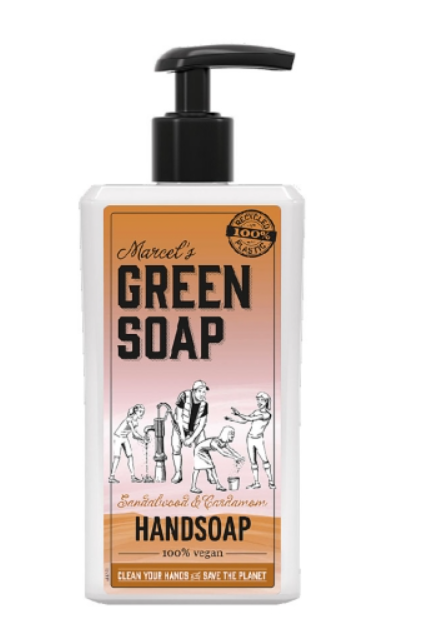 RECYCLED
100%
PLASTIC
Marcel's
GREEN
SOAP
Sandalwood & Cardamom
HANDSOAP
100% vegan
CLEAN YOUR HANDS AND SAVE THE PLANET